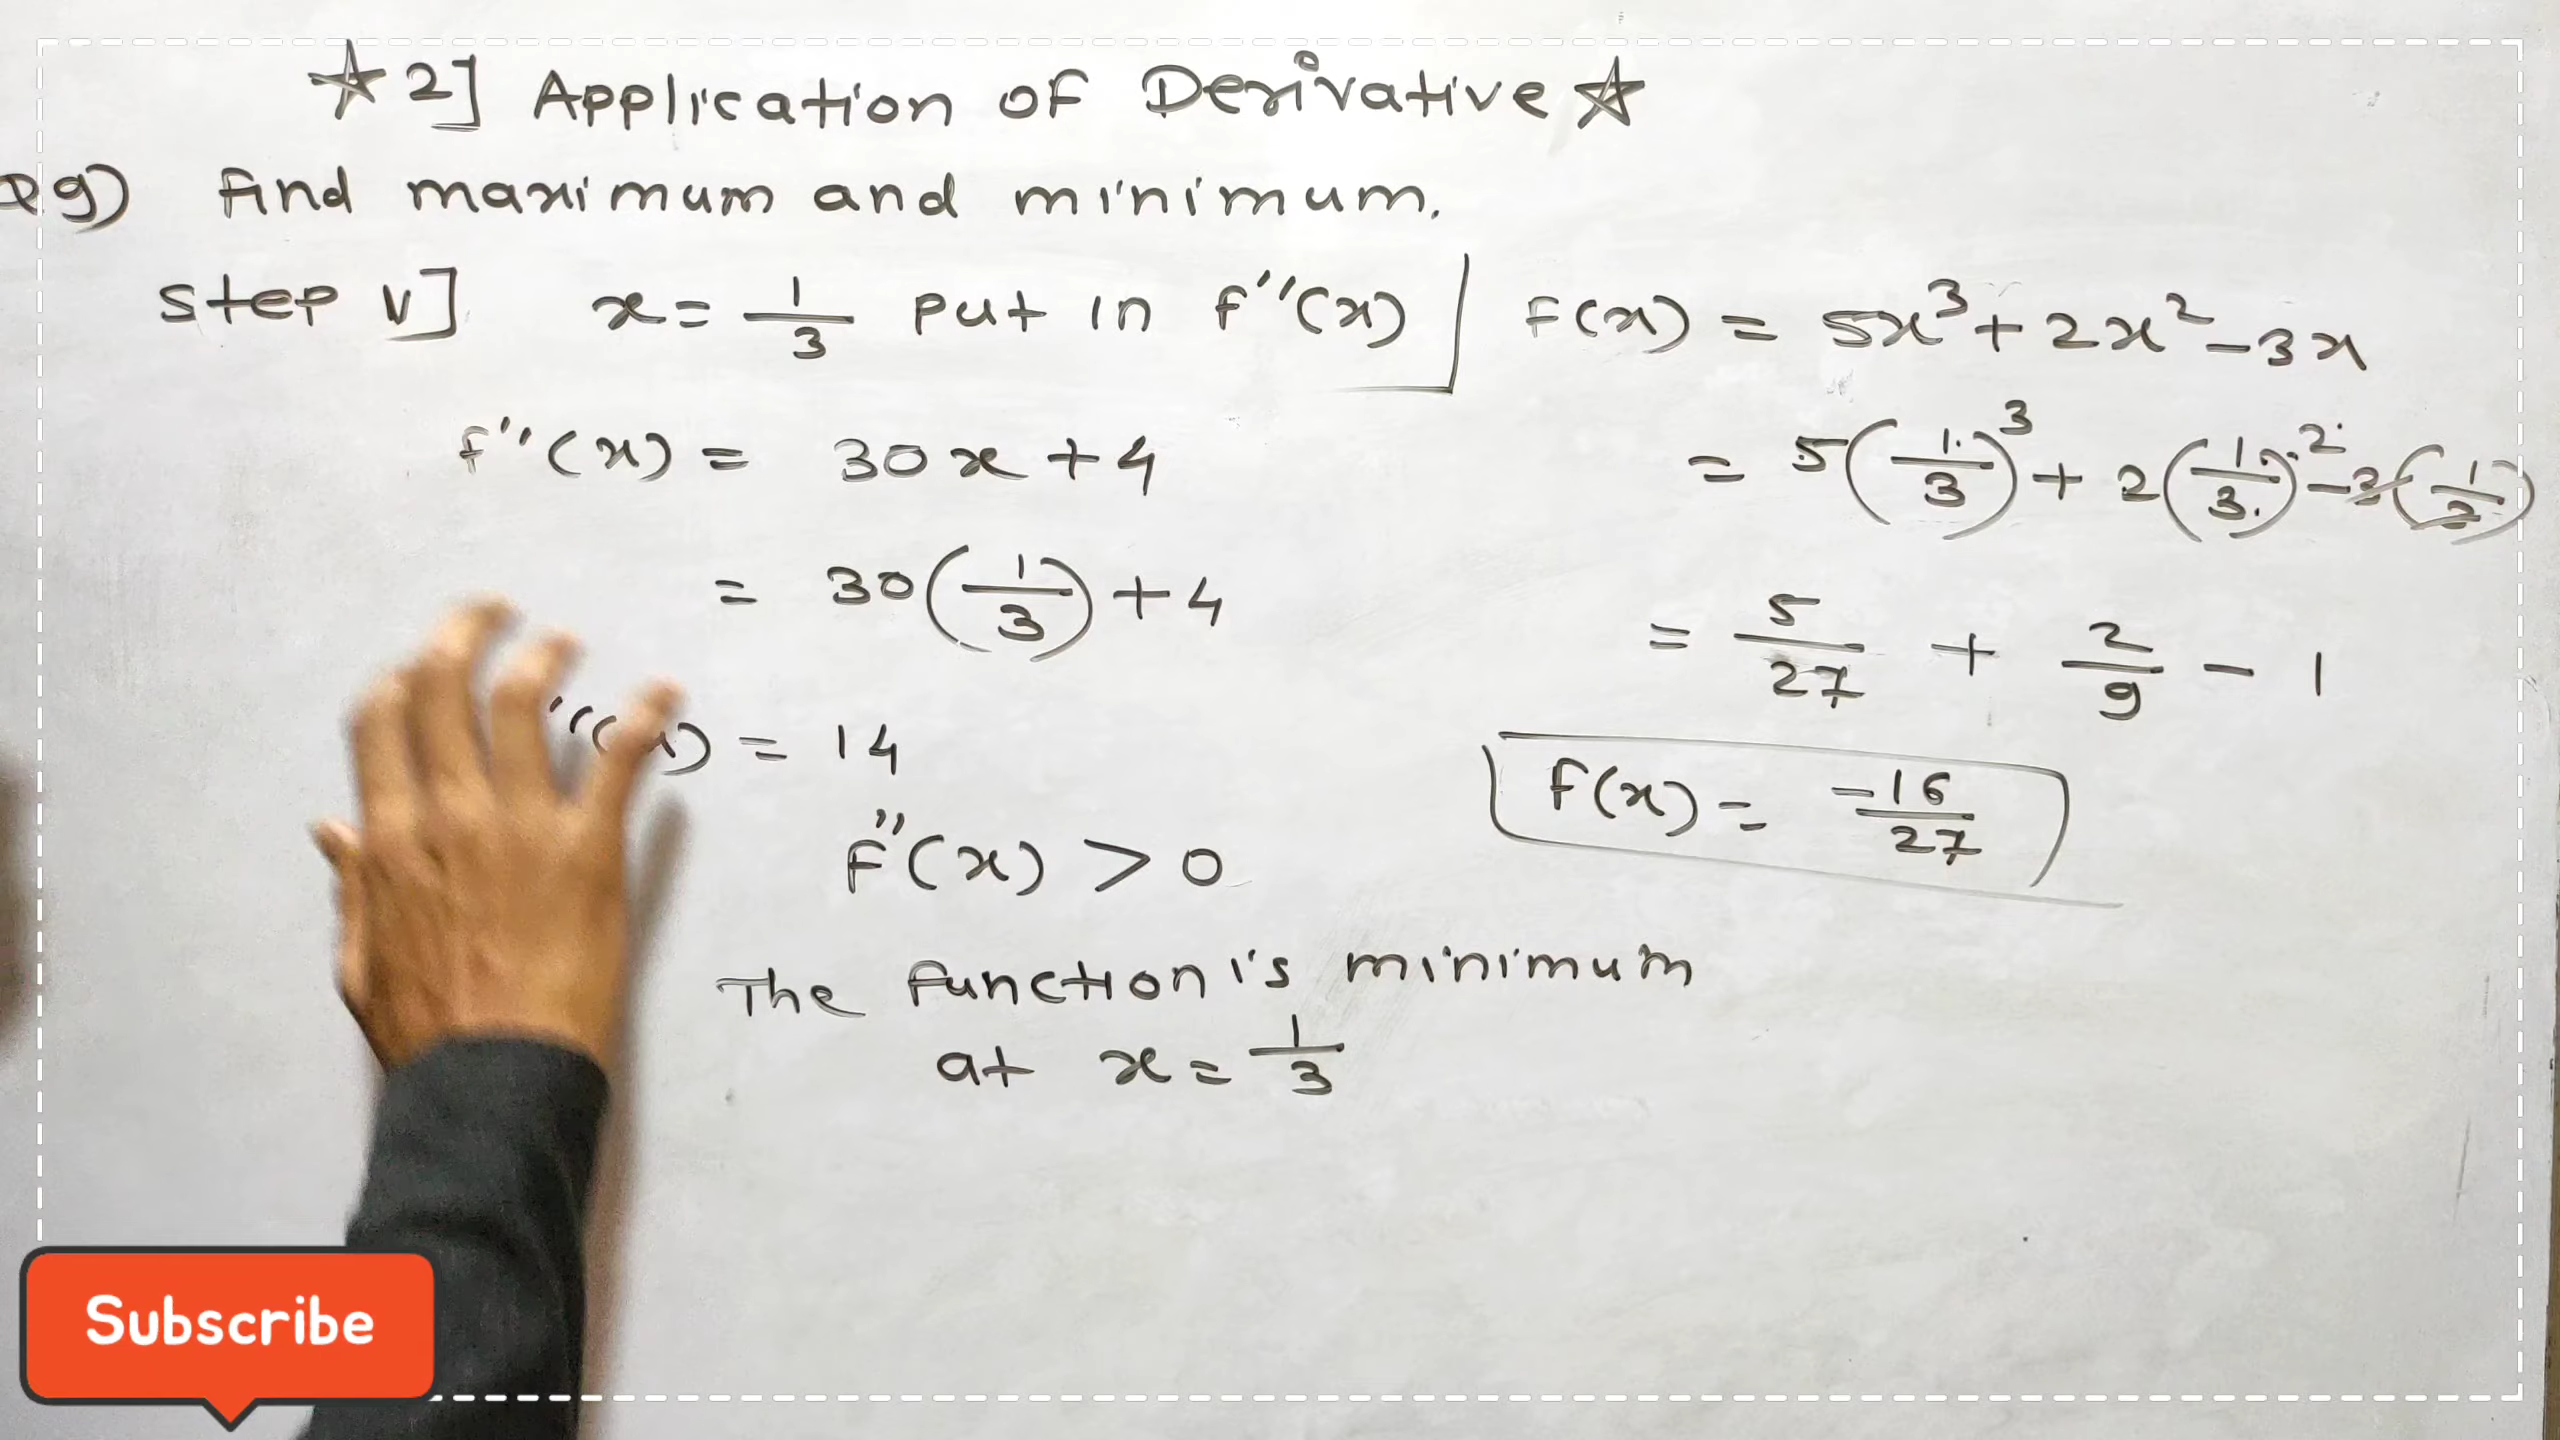 ☆ 2] Application of Derivative ☆
Q9) Find maximum and minimum.
Step V] x = 1/3 put in f''(x)
f''(x) = 30x + 4
= 30(1/3) + 4
''(x) = 14
F''(x) > 0
The function is minimum
at x = 1/3
F(x) = 5x³ + 2x² - 3x
= 5(1/3)³ + 2(1/3)² - 3(1/3)
= 5/27 + 2/9 - 1
F(x) = -16/27
Subscribe